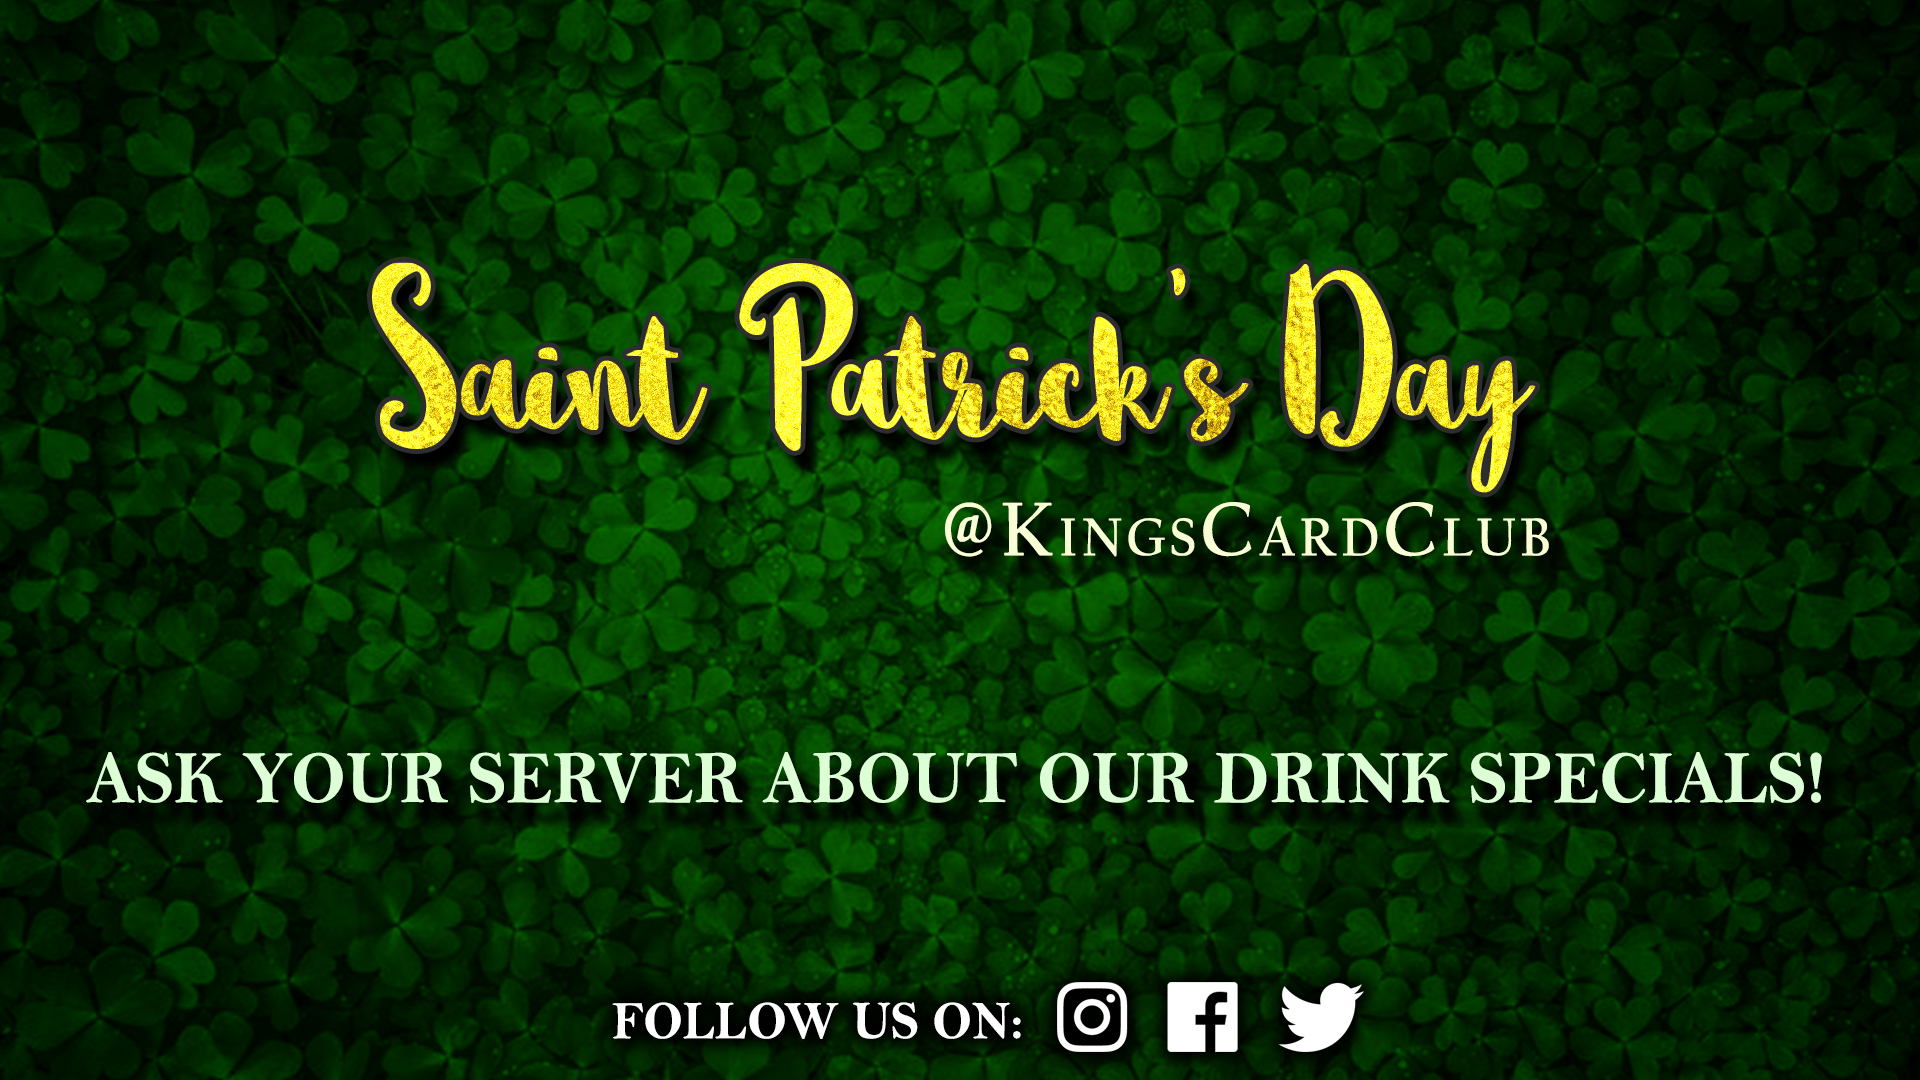 Saint Patrick's Day
@KingsCardClub
ASK YOUR SERVER ABOUT OUR DRINK SPECIALS!
FOLLOW US ON: